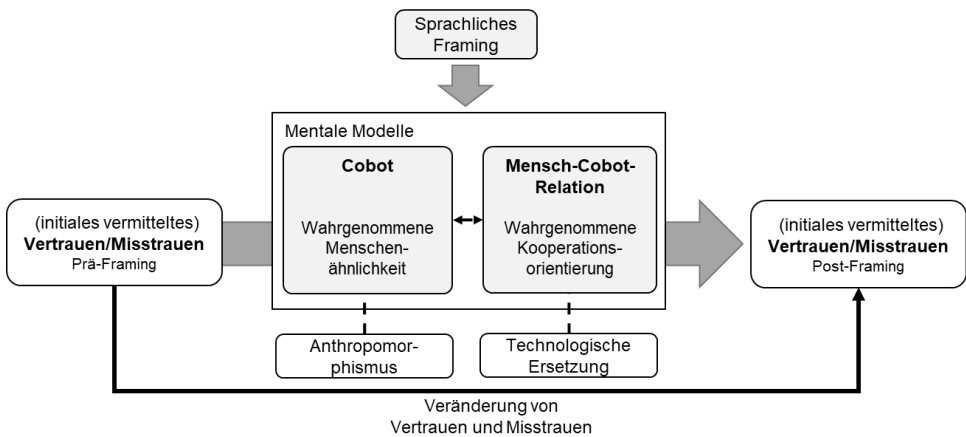 Sprachliches
Framing
Mentale Modelle
(initiales vermitteltes)
Vertrauen/Misstrauen
Prä-Framing
Cobot
Wahrgenommene
Menschen-
ähnlichkeit
Mensch-Cobot-
Relation
Wahrgenommene
Kooperations-
orientierung
(initiales vermitteltes)
Vertrauen/Misstrauen
Post-Framing
Anthropomor-
phismus
Technologische
Ersetzung
Veränderung von
Vertrauen und Misstrauen